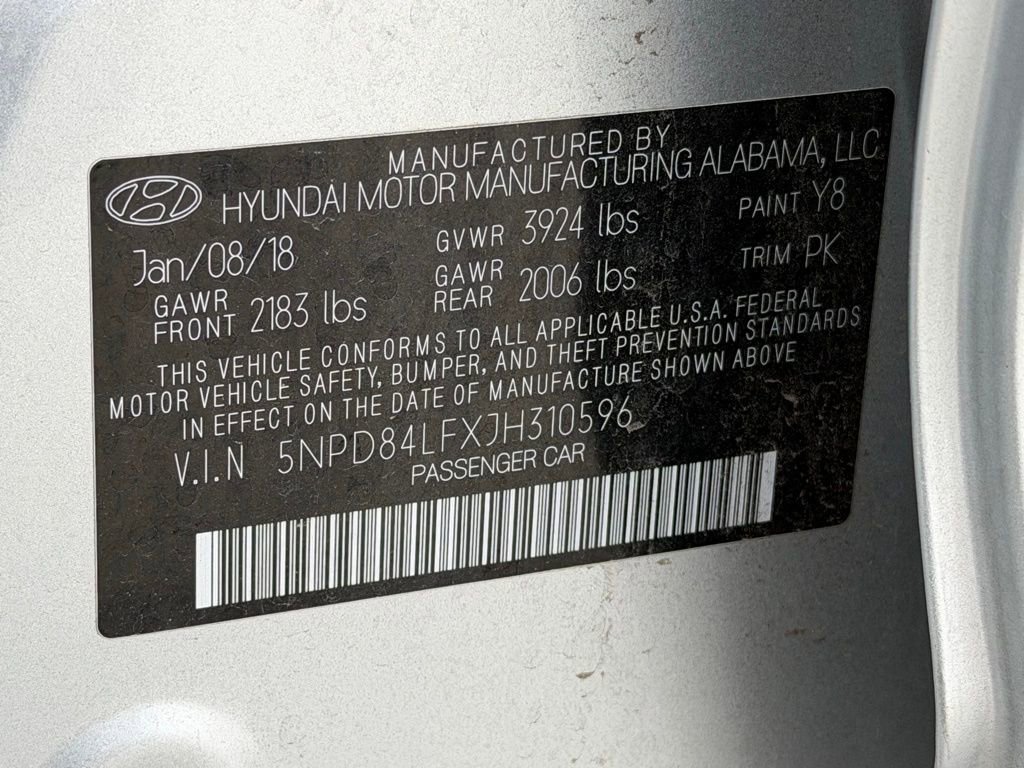 MANUFACTURED BY
HYUNDAI MOTOR MANUFACTURING ALABAMA, LLC
Jan/08/18 GVWR 3924 lbs PAINT Y8
GAWR FRONT 2183 lbs GAWR REAR 2006 lbs TRIM PK
THIS VEHICLE CONFORMS TO ALL APPLICABLE U.S.A. FEDERAL
MOTOR VEHICLE SAFETY, BUMPER, AND THEFT PREVENTION STANDARDS
IN EFFECT ON THE DATE OF MANUFACTURE SHOWN ABOVE
V.I.N 5NPD84LFXJH310596
PASSENGER CAR